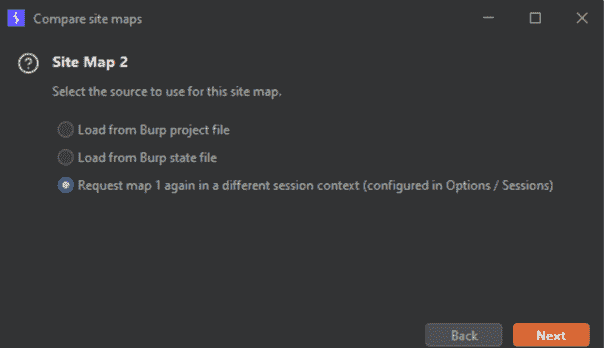 Compare site maps
Site Map 2
Select the source to use for this site map.
Load from Burp project file
Load from Burp state file
Request map 1 again in a different session context (configured in Options / Sessions)
Back
Next